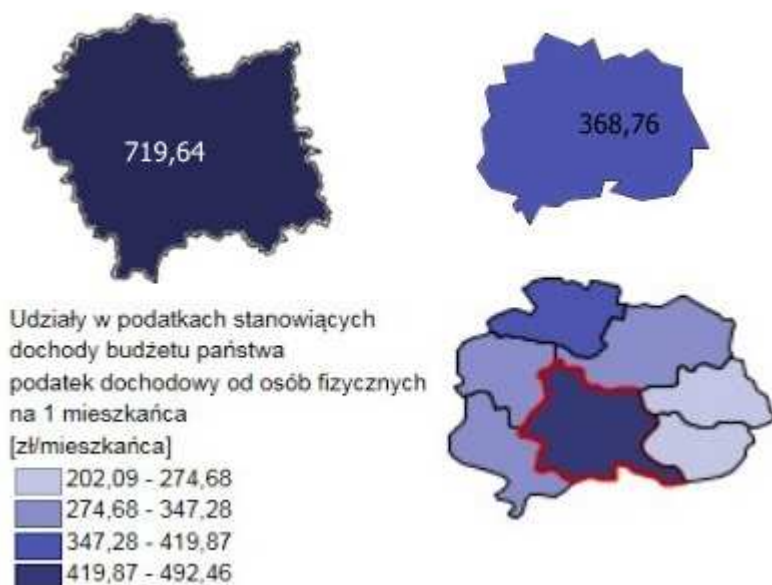 719,64
368,76
Udziały w podatkach stanowiących
dochody budżetu państwa
podatek dochodowy od osób fizycznych
na 1 mieszkańca
[zł/mieszkańca]
202,09 - 274,68
274,68 - 347,28
347,28 - 419,87
419,87 - 492,46